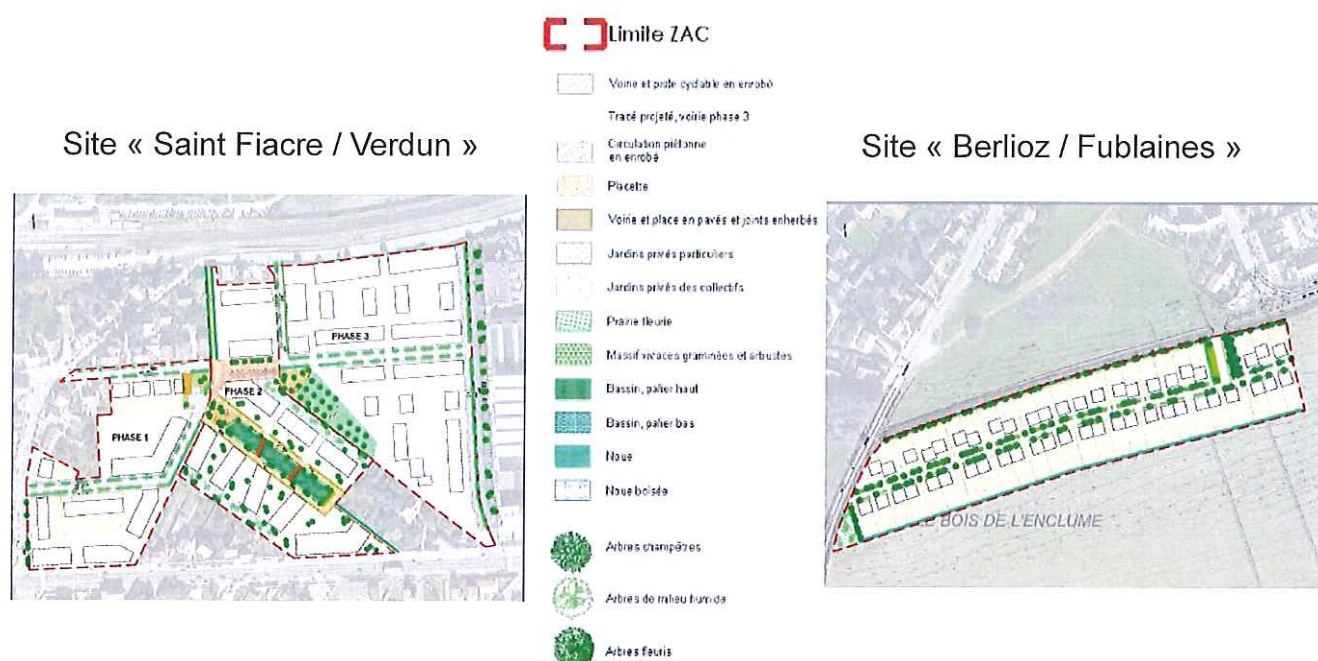 Limite ZAC
Voirie et piste cyclable en enrobé
Tracé projeté, voirie phase 3
Circulation piétonne
en enrobé
Placette
Voirie et place en pavés et joints enherbés
Jardins privés particuliers
Jardins privés des collectifs
Prairie fleurie
Massif vivaces graminées et arbustes
Bassin, palier haut
Bassin, palier bas
Noue
Noue boisée
Arbres champêtres
Arbres de milieu humide
Arbres fleuris
Site « Saint Fiacre / Verdun »
PHASE 3
PHASE 2
PHASE 1
Site « Berlioz / Fublaines »
LE BOIS DE L'ENCLUME